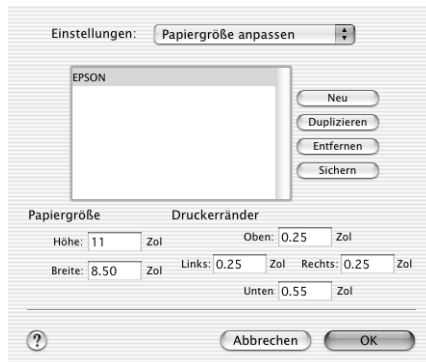 Einstellungen: Papiergröße anpassen
EPSON
Neu
Duplizieren
Entfernen
Sichern
Papiergröße Druckerränder
Höhe: 11 Zol Oben: 0.25 Zol
Breite: 8.50 Zol Links: 0.25 Zol Rechts: 0.25 Zol
Unten 0.55 Zol
? Abbrechen OK